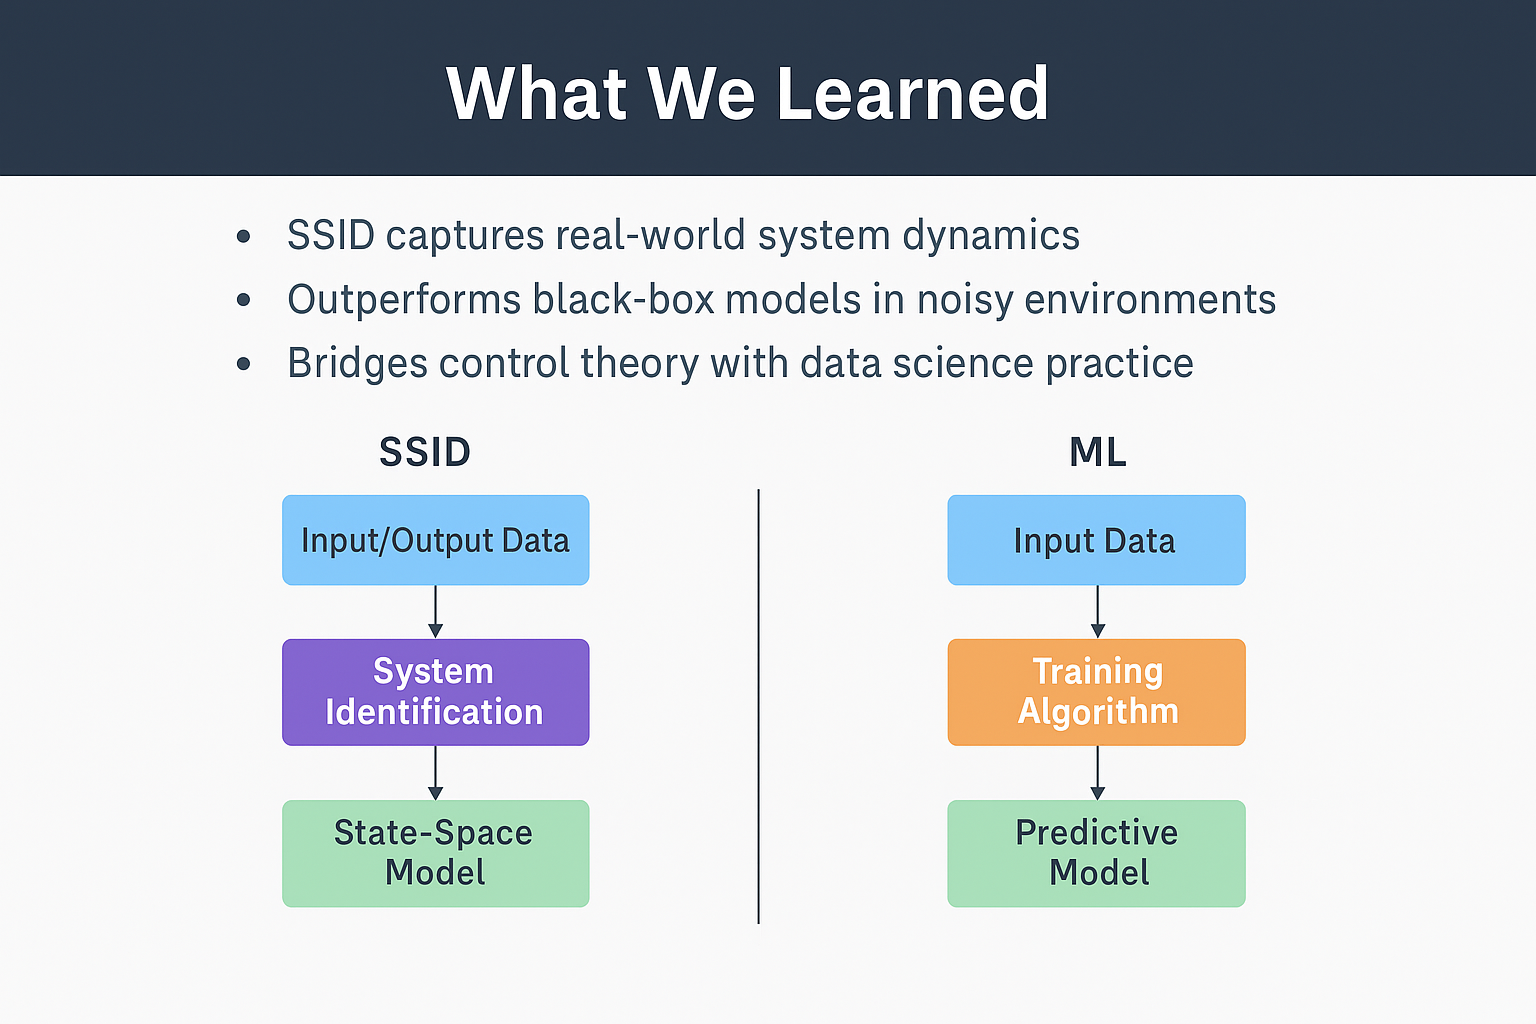 What We Learned
• SSID captures real-world system dynamics
• Outperforms black-box models in noisy environments
• Bridges control theory with data science practice
SSID
Input/Output Data
System
Identification
State-Space
Model
ML
Input Data
Training
Algorithm
Predictive
Model